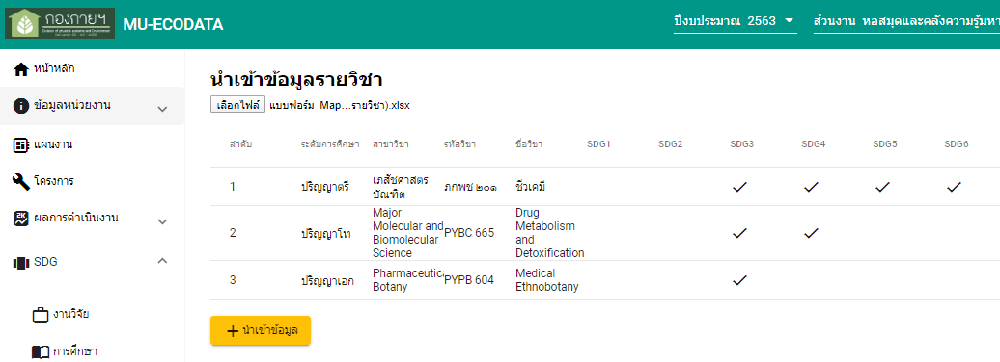 กองกายฯ
Division of physical systems and Environment
MU-ECODATA
ปีงบประมาณ 2563
ส่วนงาน หอสมุดและคลังความรู้มหา
หน้าหลัก
ข้อมูลหน่วยงาน
แผนงาน
โครงการ
ผลการดำเนินงาน
SDG
งานวิจัย
การศึกษา
นำเข้าข้อมูลรายวิชา
เลือกไฟล์ แบบฟอร์ม Map...รายวิชา).xlsx
ลำดับ ระดับการศึกษา สาขาวิชา รหัสวิชา ชื่อวิชา SDG1 SDG2 SDG3 SDG4 SDG5 SDG6
1 ปริญญาตรี เภสัชศาสตร บัณฑิต ภกพช ๒๐๑ ชีวเคมี
2 ปริญญาโท Major Molecular and Biomolecular Science PYBC 665 Drug Metabolism and Detoxification
3 ปริญญาเอก Pharmaceutic Botany PYPB 604 Medical Ethnobotany
นำเข้าข้อมูล